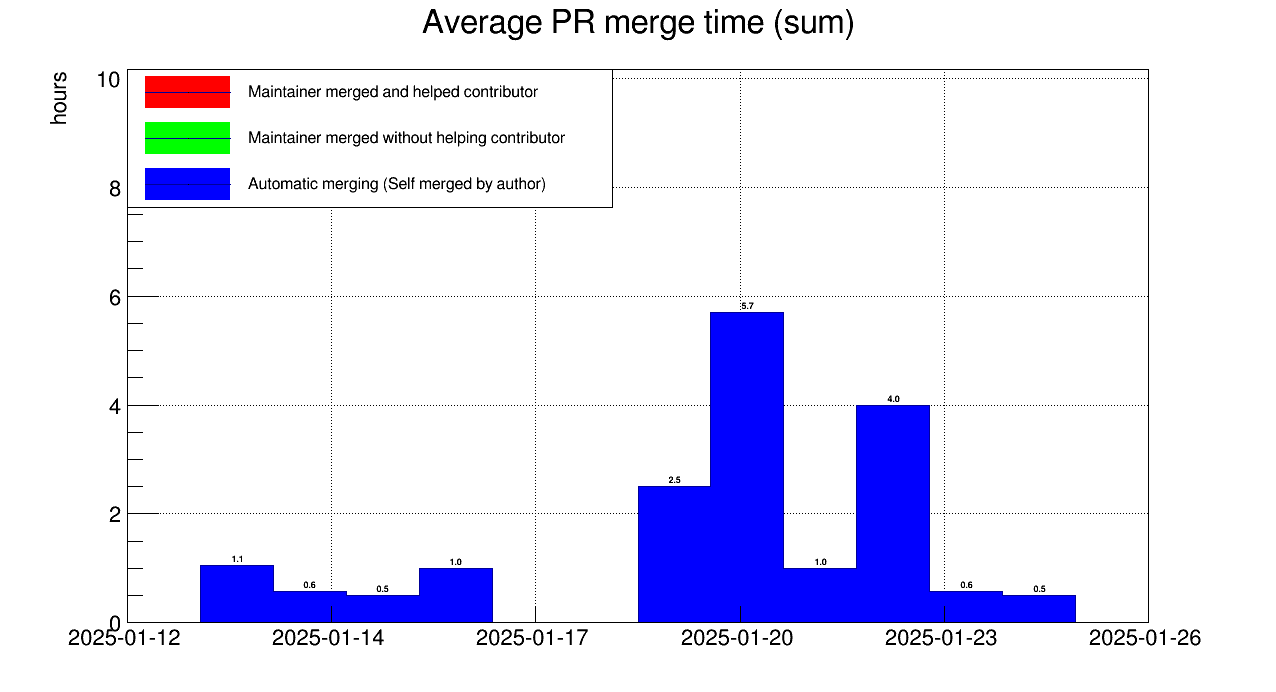 Average PR merge time (sum)
hours
10
8
6
4
2
0
Maintainer merged and helped contributor
Maintainer merged without helping contributor
Automatic merging (Self merged by author)
1.1
0.6
0.5
1.0
2.5
5.7
1.0
4.0
0.6
0.5
2025-01-12 2025-01-14 2025-01-17 2025-01-20 2025-01-23 2025-01-26